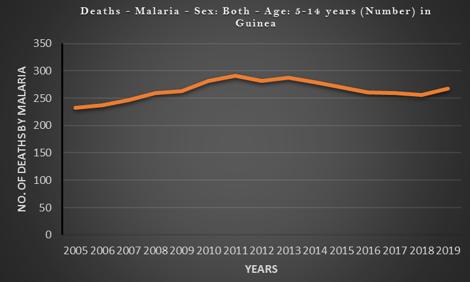 Deaths - Malaria - Sex: Both - Age: 5-14 years (Number) in
Guinea
350
300
250
200
150
100
50
0
NO. OF DEATHS BY MALARIA
2005 2006 2007 2008 2009 2010 2011 2012 2013 2014 2015 2016 2017 2018 2019
YEARS